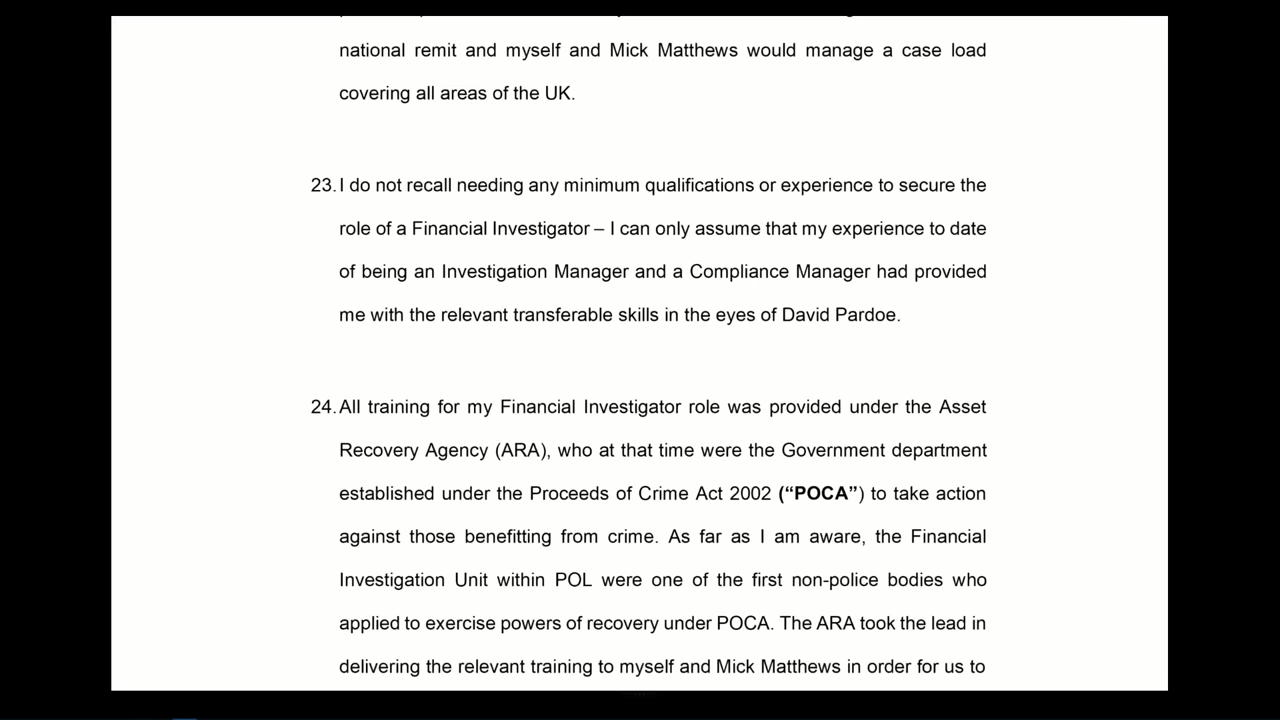 national remit and myself and Mick Matthews would manage a case load
covering all areas of the UK.
23. I do not recall needing any minimum qualifications or experience to secure the
role of a Financial Investigator – I can only assume that my experience to date
of being an Investigation Manager and a Compliance Manager had provided
me with the relevant transferable skills in the eyes of David Pardoe.
24. All training for my Financial Investigator role was provided under the Asset
Recovery Agency (ARA), who at that time were the Government department
established under the Proceeds of Crime Act 2002 (“POCA”) to take action
against those benefitting from crime. As far as I am aware, the Financial
Investigation Unit within POL were one of the first non-police bodies who
applied to exercise powers of recovery under POCA. The ARA took the lead in
delivering the relevant training to myself and Mick Matthews in order for us to